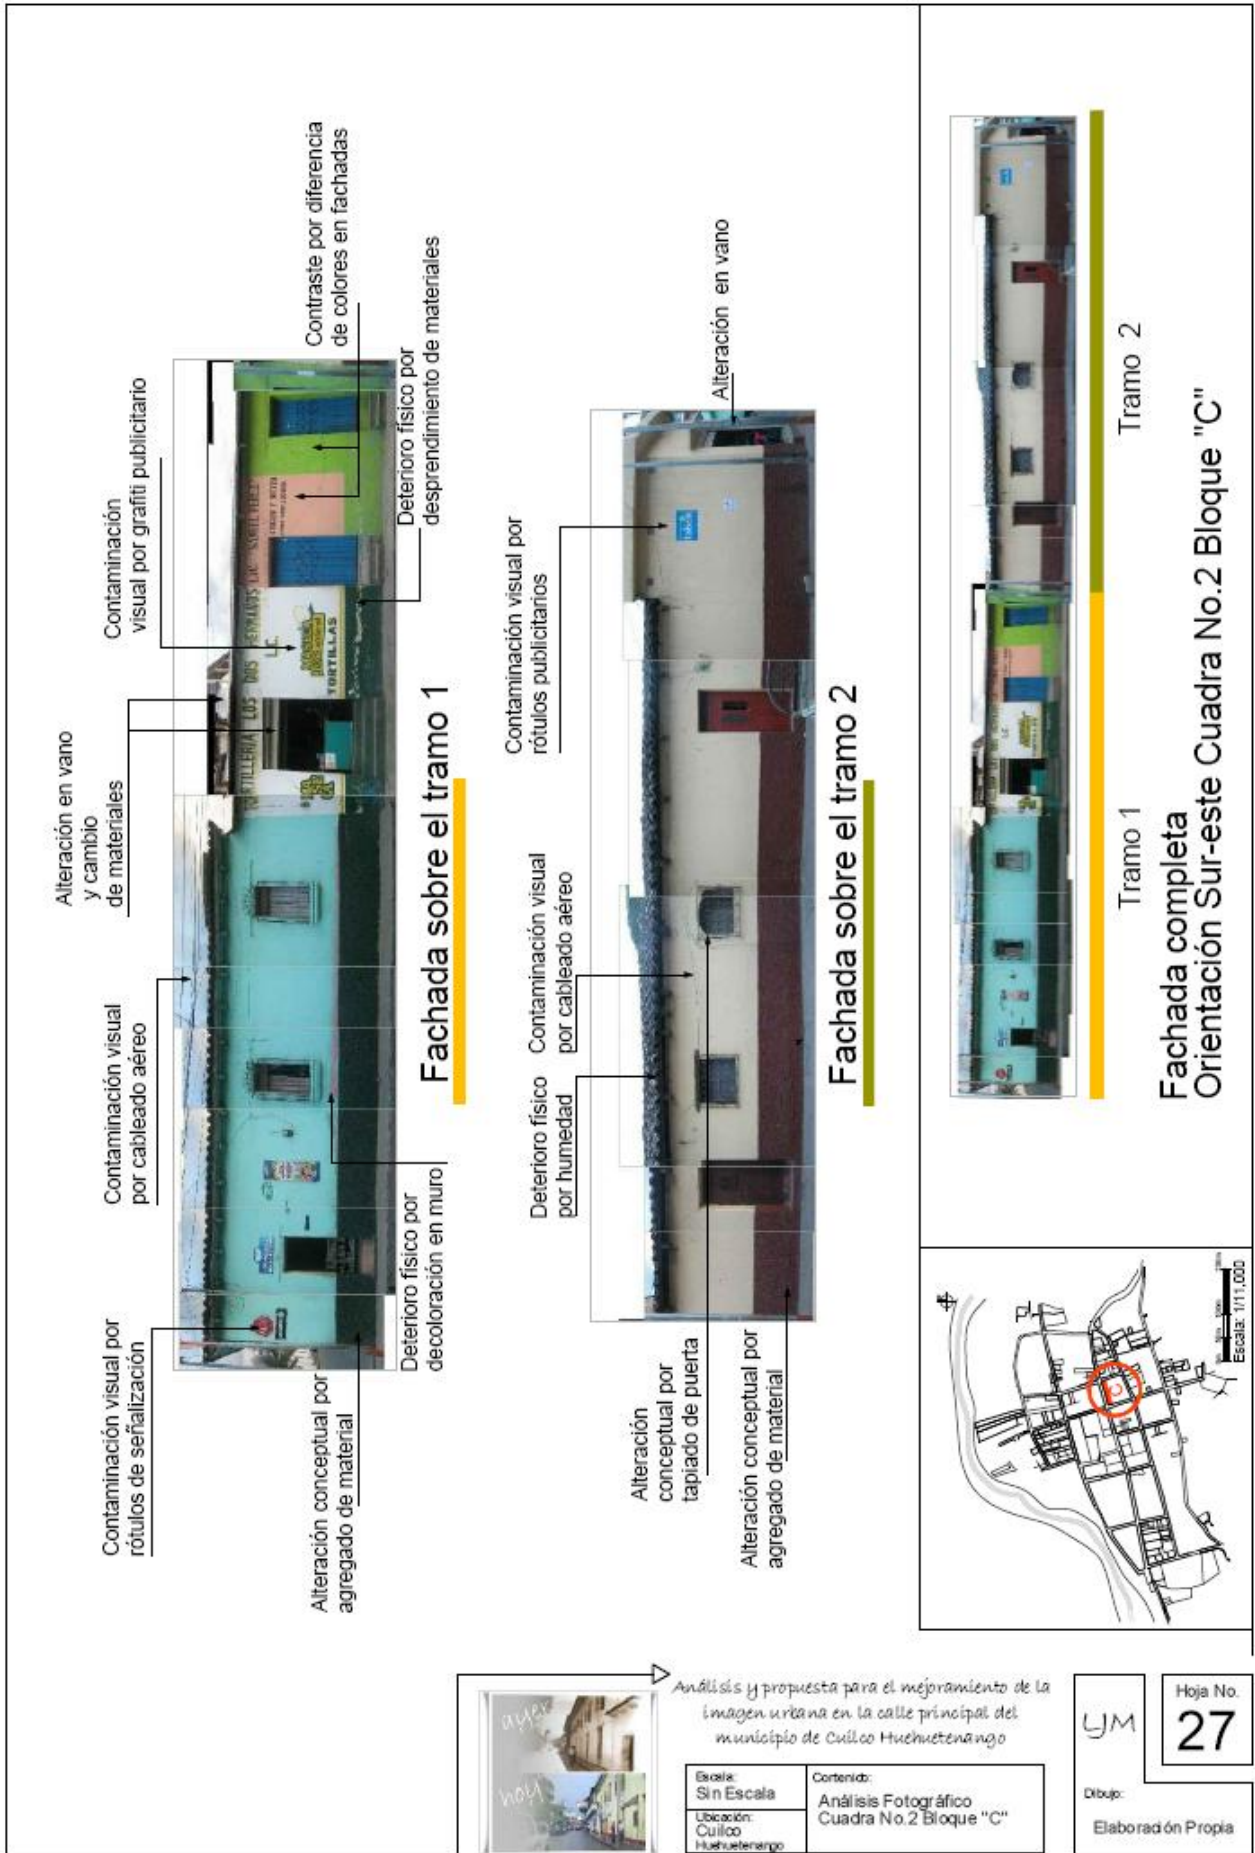 Contaminación visual por
rótulos de señalización
Contaminación visual
por cableado aéreo
Alteración en vano
y cambio
de materiales
Contaminación
visual por grafiti publicitario
Contraste por diferencia
de colores en fachadas
TORTILLERIA LOS DOS HERMANOS
TORTILLAS
Alteración conceptual por
agregado de material
Deterioro físico por
decoloración en muro
Deterioro físico por
desprendimiento de materiales
Fachada sobre el tramo 1
Deterioro físico
por humedad
Contaminación visual
por cableado aéreo
Contaminación visual por
rótulos publicitarios
Alteración en vano
Alteración
conceptual por
tapiado de puerta
Alteración conceptual por
agregado de material
Fachada sobre el tramo 2
Tramo 1
Tramo 2
Fachada completa
Orientación Sur-este Cuadra No.2 Bloque "C"
C
Escala: 1/11,000
ayer
hoy
Análisis y propuesta para el mejoramiento de la
imagen urbana en la calle principal del
municipio de Cuilco Huehuetenango
Escala:
Sin Escala
Ubicación:
Cuilco
Huehuetenango
Contenido:
Análisis Fotográfico
Cuadra No.2 Bloque "C"
LJM
Hoja No.
27
Dibujo:
Elaboración Propia